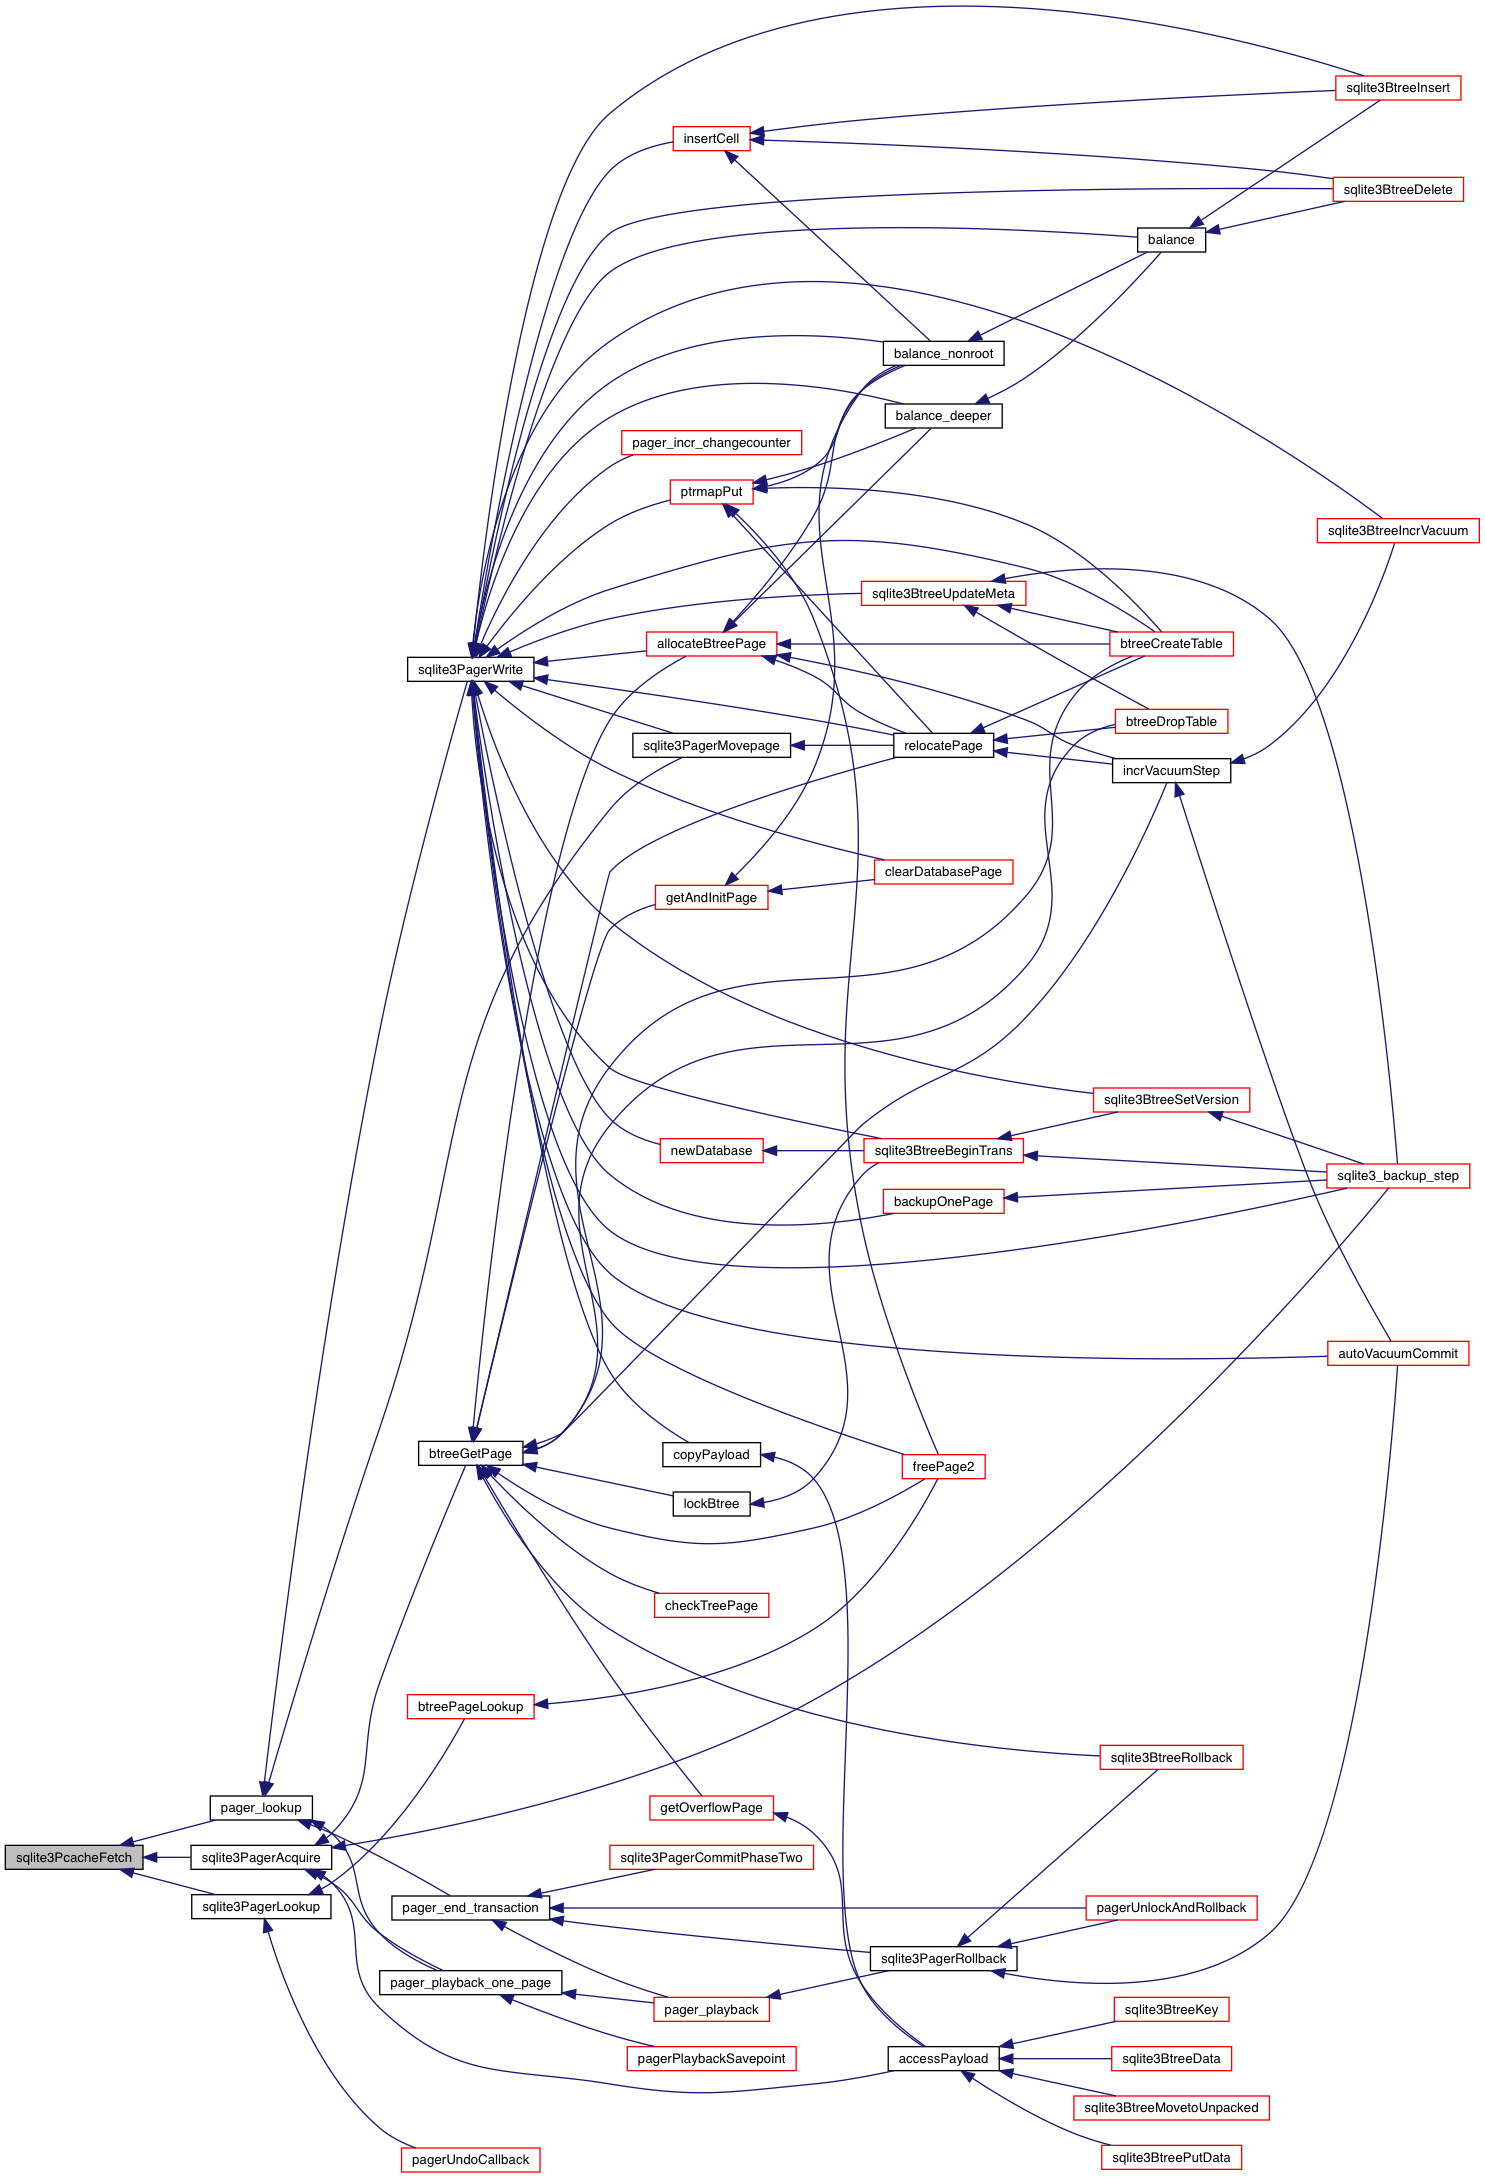 sqlite3BtreeInsert
insertCell
sqlite3BtreeDelete
balance
balance_nonroot
balance_deeper
pager_incr_changecounter
ptrmapPut
sqlite3BtreeIncrVacuum
sqlite3BtreeUpdateMeta
allocateBtreePage
btreeCreateTable
sqlite3PagerWrite
btreeDropTable
sqlite3PagerMovepage
relocatePage
incrVacuumStep
clearDatabasePage
getAndInitPage
sqlite3BtreeSetVersion
newDatabase
sqlite3BtreeBeginTrans
sqlite3_backup_step
backupOnePage
autoVacuumCommit
btreeGetPage
copyPayload
freePage2
lockBtree
checkTreePage
btreePageLookup
sqlite3BtreeRollback
pager_lookup
getOverflowPage
sqlite3PcacheFetch
sqlite3PagerAcquire
sqlite3PagerCommitPhaseTwo
sqlite3PagerLookup
pager_end_transaction
pagerUnlockAndRollback
sqlite3PagerRollback
pager_playback_one_page
pager_playback
sqlite3BtreeKey
pagerPlaybackSavepoint
accessPayload
sqlite3BtreeData
sqlite3BtreeMovetoUnpacked
pagerUndoCallback
sqlite3BtreePutData